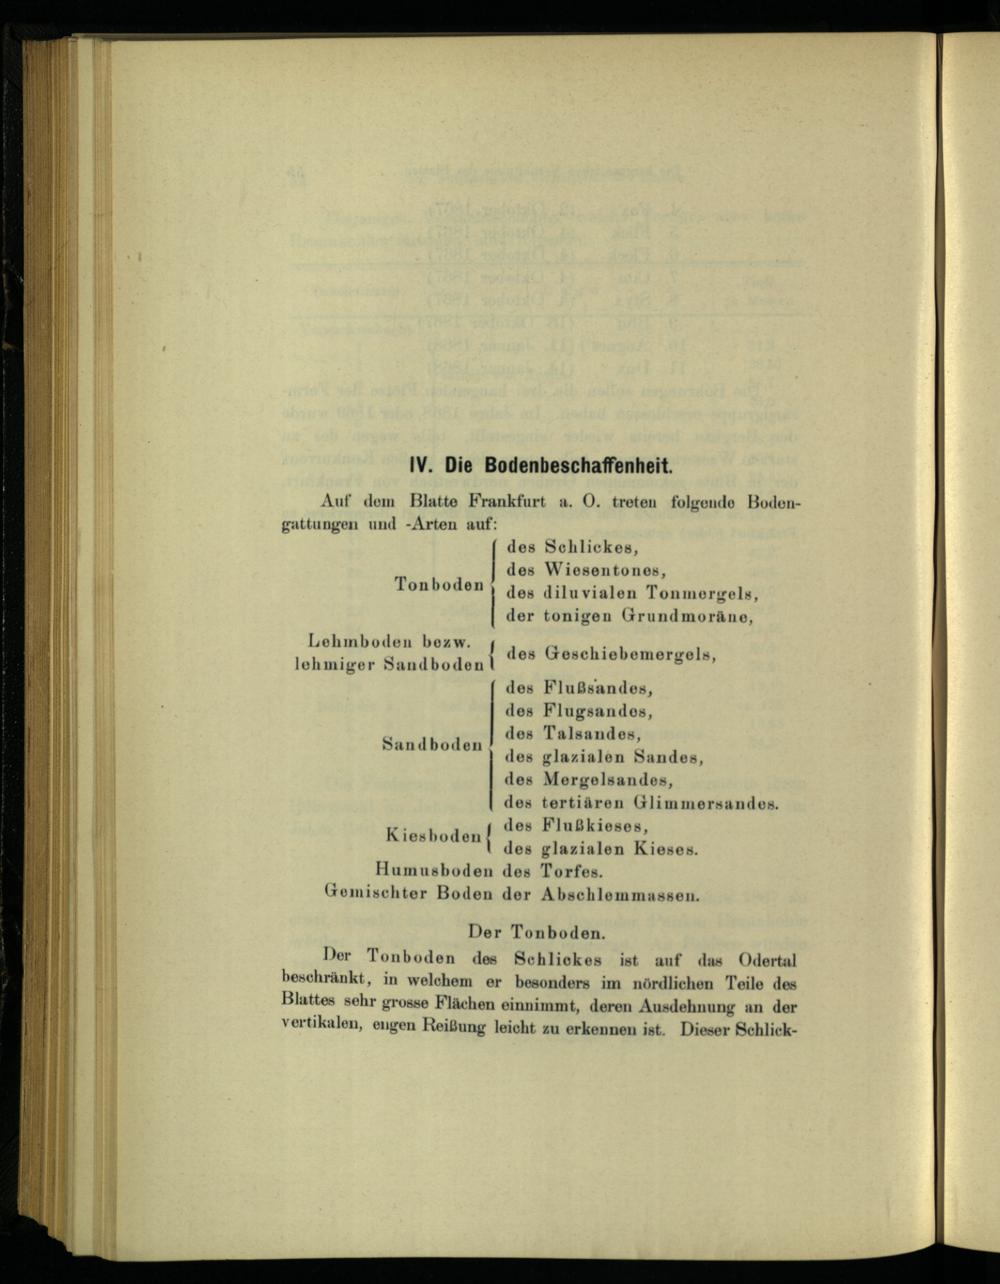 IV. Die Bodenbeschaffenheit.
Auf dem Blatte Frankfurt a. O. treten folgende Boden-
gattungen und -Arten auf:
Tonboden
des Schlickes,
des Wiesentones,
des diluvialen Tonmergels,
der tonigen Grundmoräne,
Lehmboden bezw.
lehmiger Sandboden
des Geschiebemergels,
Sandboden
des Flußsandes,
des Flugsandes,
des Talsandes,
des glazialen Sandes,
des Mergelsandes,
des tertiären Glimmersandes.
Kiesboden
des Flußkieses,
des glazialen Kieses.
Humusboden des Torfes.
Gemischter Boden der Abschlemmassen.
Der Tonboden.
Der Tonboden des Schlickes ist auf das Odertal
beschränkt, in welchem er besonders im nördlichen Teile des
Blattes sehr grosse Flächen einnimmt, deren Ausdehnung an der
vertikalen, engen Reißung leicht zu erkennen ist. Dieser Schlick-